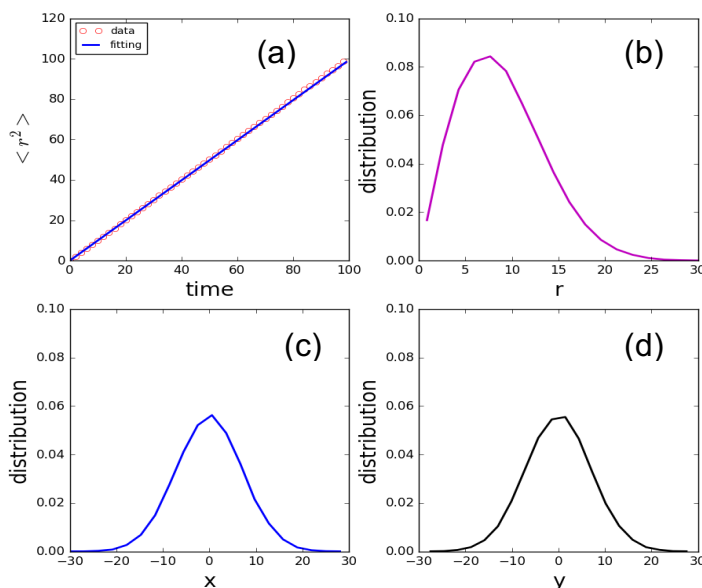 120
100
80
60
40
20
0
< r² >
data
fitting
(a)
0 20 40 60 80 100
time
0.10
0.08
0.06
0.04
0.02
0.00
distribution
(b)
0 5 10 15 20 25 30
r
0.10
0.08
0.06
0.04
0.02
0.00
distribution
(c)
−30 −20 −10 0 10 20 30
x
0.10
0.08
0.06
0.04
0.02
0.00
distribution
(d)
−30 −20 −10 0 10 20 30
y